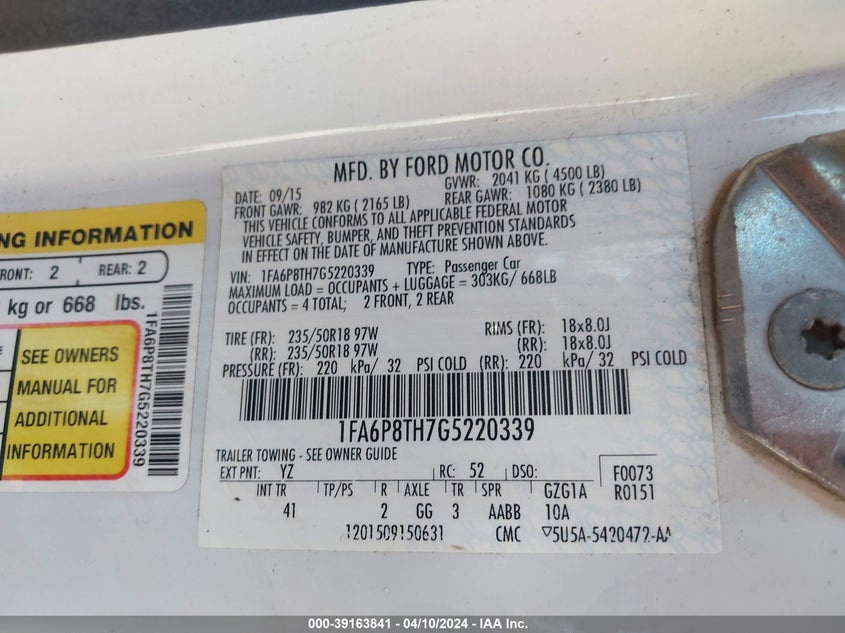 MFD. BY FORD MOTOR CO.
DATE: 09/15 GVWR: 2041 KG ( 4500 LB)
FRONT GAWR: 982 KG ( 2165 LB) REAR GAWR: 1080 KG ( 2380 LB)
THIS VEHICLE CONFORMS TO ALL APPLICABLE FEDERAL MOTOR
VEHICLE SAFETY, BUMPER, AND THEFT PREVENTION STANDARDS
IN EFFECT ON THE DATE OF MANUFACTURE SHOWN ABOVE.
VIN: 1FA6P8TH7G5220339 TYPE: Passenger Car
MAXIMUM LOAD = OCCUPANTS + LUGGAGE = 303KG/ 668LB
OCCUPANTS = 4 TOTAL; 2 FRONT, 2 REAR
TIRE (FR): 235/50R18 97W RIMS (FR): 18x8.0J
(RR): 235/50R18 97W (RR): 18x8.0J
PRESSURE (FR): 220 kPa/ 32 PSI COLD (RR): 220 kPa/ 32 PSI COLD
1FA6P8TH7G5220339
TRAILER TOWING - SEE OWNER GUIDE
EXT PNT: YZ RC: 52 DSO: F0073
R0151
INT TR TP/PS R AXLE TR SPR GZG1A
41 2 GG 3 AABB 10A
1201509150631 CMC ▽5U5A-5420472-AA
NG INFORMATION
FRONT: 2 REAR: 2
kg or 668 lbs.
SEE OWNERS
MANUAL FOR
ADDITIONAL
INFORMATION
1FA6P8TH7G5220339
000-39163841 - 04/10/2024 - IAA Inc.